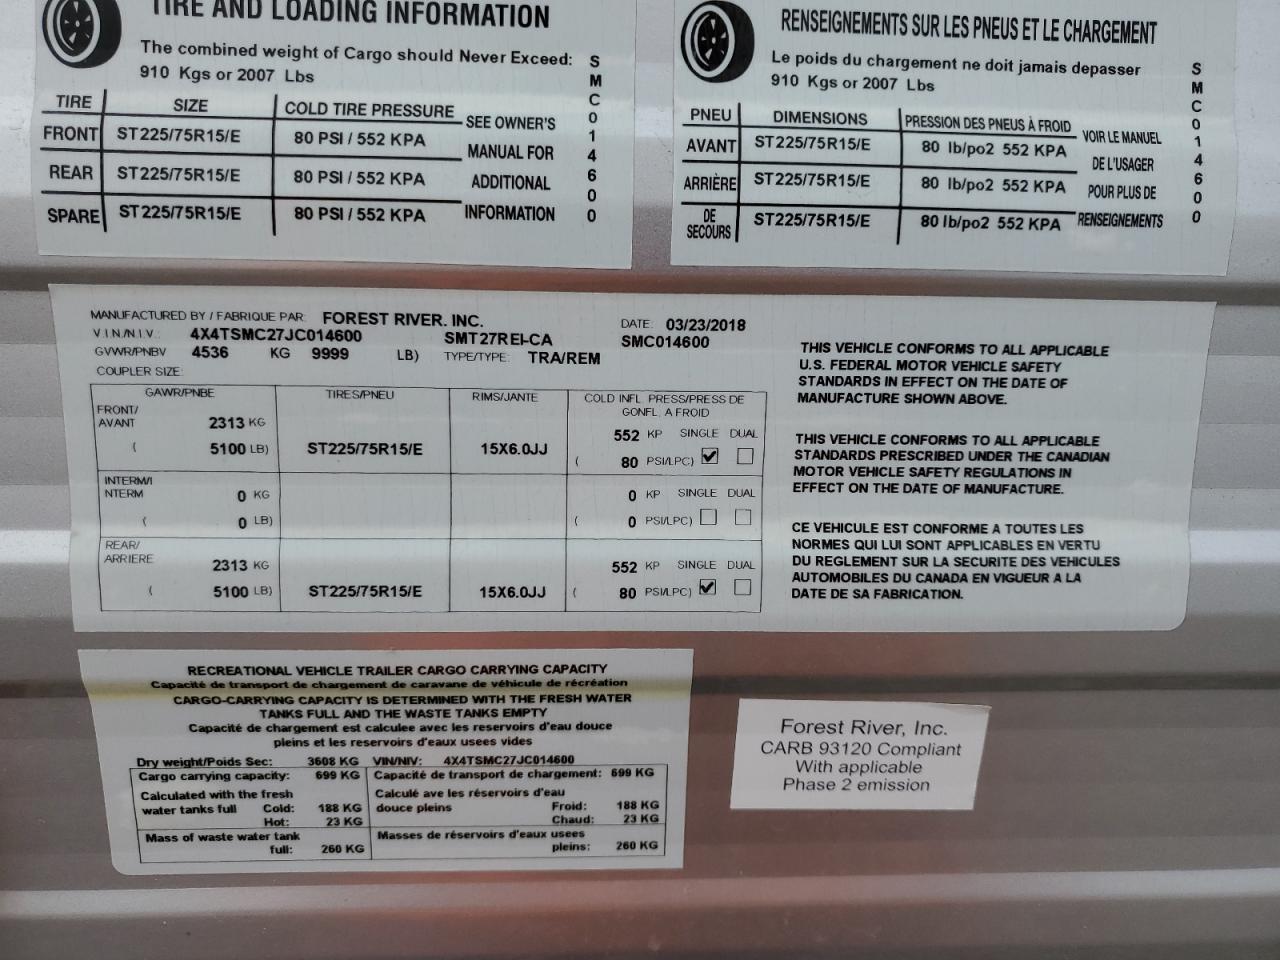 TIRE AND LOADING INFORMATION
The combined weight of Cargo should Never Exceed:
910 Kgs or 2007 Lbs
TIRE SIZE COLD TIRE PRESSURE SEE OWNER'S
FRONT ST225/75R15/E 80 PSI / 552 KPA MANUAL FOR
REAR ST225/75R15/E 80 PSI / 552 KPA ADDITIONAL
SPARE ST225/75R15/E 80 PSI / 552 KPA INFORMATION
SMC014600
RENSEIGNEMENTS SUR LES PNEUS ET LE CHARGEMENT
Le poids du chargement ne doit jamais depasser
910 Kgs or 2007 Lbs
PNEU DIMENSIONS PRESSION DES PNEUS À FROID VOIR LE MANUEL
AVANT ST225/75R15/E 80 lb/po2 552 KPA DE L'USAGER
ARRIÈRE ST225/75R15/E 80 lb/po2 552 KPA POUR PLUS DE
DE SECOURS ST225/75R15/E 80 lb/po2 552 KPA RENSEIGNEMENTS
SMC014600
MANUFACTURED BY / FABRIQUE PAR: FOREST RIVER, INC. DATE: 03/23/2018
V.I.N./N.I.V.: 4X4TSMC27JC014600 SMT27REI-CA SMC014600
GVWR/PNBV 4536 KG 9999 LB) TYPE/TYPE: TRA/REM
COUPLER SIZE:
GAWR/PNBE TIRES/PNEU RIMS/JANTE COLD INFL. PRESS/PRESS DE
GONFL. A FROID
FRONT/
AVANT 2313 KG 552 KP SINGLE DUAL
( 5100 LB) ST225/75R15/E 15X6.0JJ ( 80 PSI/LPC)
INTERM/I
NTERM 0 KG 0 KP SINGLE DUAL
( 0 LB) ( 0 PSI/LPC)
REAR/
ARRIERE 2313 KG 552 KP SINGLE DUAL
( 5100 LB) ST225/75R15/E 15X6.0JJ ( 80 PSI/LPC)
THIS VEHICLE CONFORMS TO ALL APPLICABLE
U.S. FEDERAL MOTOR VEHICLE SAFETY
STANDARDS IN EFFECT ON THE DATE OF
MANUFACTURE SHOWN ABOVE.
THIS VEHICLE CONFORMS TO ALL APPLICABLE
STANDARDS PRESCRIBED UNDER THE CANADIAN
MOTOR VEHICLE SAFETY REGULATIONS IN
EFFECT ON THE DATE OF MANUFACTURE.
CE VEHICULE EST CONFORME A TOUTES LES
NORMES QUI LUI SONT APPLICABLES EN VERTU
DU REGLEMENT SUR LA SECURITE DES VEHICULES
AUTOMOBILES DU CANADA EN VIGUEUR A LA
DATE DE SA FABRICATION.
RECREATIONAL VEHICLE TRAILER CARGO CARRYING CAPACITY
Capacité de transport de chargement de caravane de véhicule de récréation
CARGO-CARRYING CAPACITY IS DETERMINED WITH THE FRESH WATER
TANKS FULL AND THE WASTE TANKS EMPTY
Capacité de chargement est calculee avec les reservoirs d'eau douce
pleins et les reservoirs d'eaux usees vides
Dry weight/Poids Sec: 3608 KG VIN/NIV: 4X4TSMC27JC014600
Cargo carrying capacity: 699 KG Capacité de transport de chargement: 699 KG
Calculated with the fresh Calculé ave les réservoirs d'eau
water tanks full Cold: 188 KG douce pleins Froid: 188 KG
Hot: 23 KG Chaud: 23 KG
Mass of waste water tank Masses de réservoirs d'eaux usees
full: 260 KG pleins: 260 KG
Forest River, Inc.
CARB 93120 Compliant
With applicable
Phase 2 emission